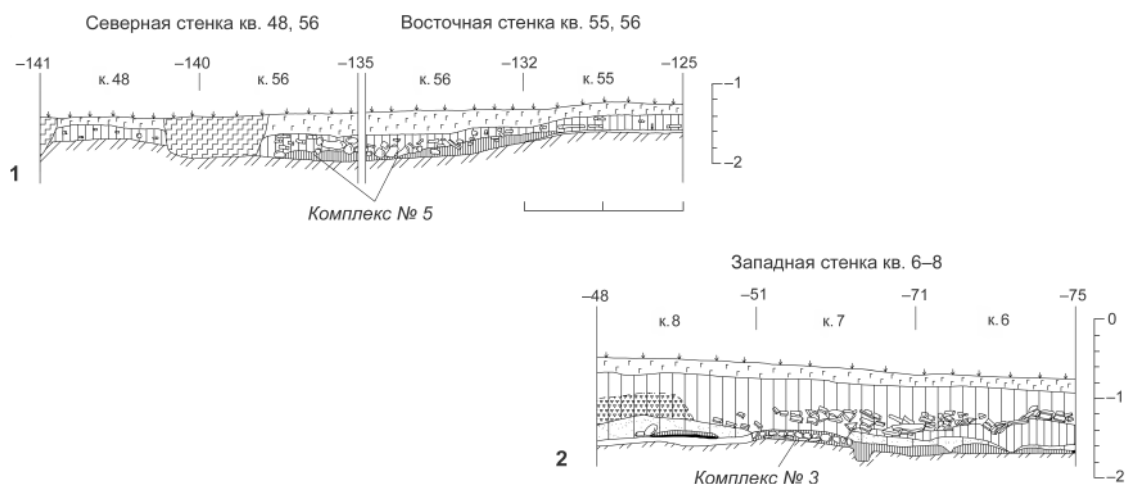 Северная стенка кв. 48, 56
Восточная стенка кв. 55, 56
–141 –140 –135 –132 –125
к. 48 к. 56 к. 56 к. 55
–1
–2
1
Комплекс № 5
Западная стенка кв. 6–8
–48 –51 –71 –75
к. 8 к. 7 к. 6
0
–1
–2
2
Комплекс № 3